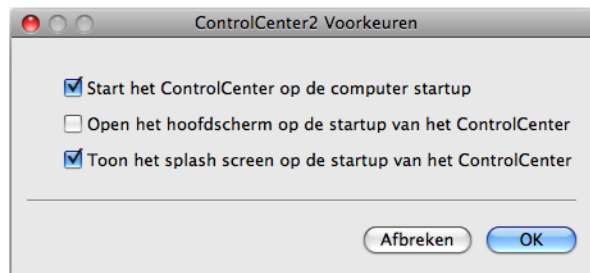 ControlCenter2 Voorkeuren
Start het ControlCenter op de computer startup
Open het hoofdscherm op de startup van het ControlCenter
Toon het splash screen op de startup van het ControlCenter
Afbreken OK